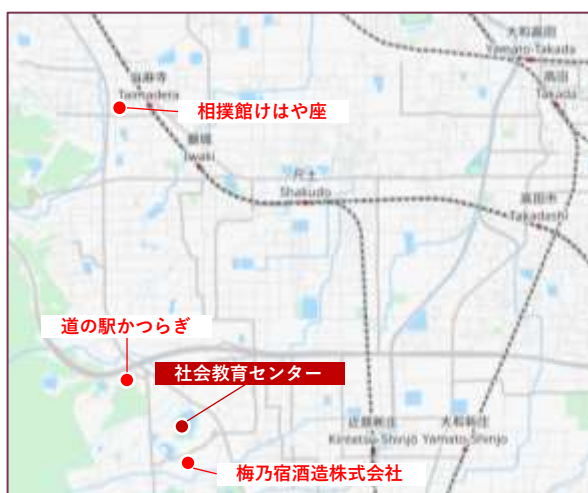 大和高田
Yamato-Takada
高田
Takada
当麻寺
Taimadera
相撲館けはや座
磐城
Iwaki
尺土
Shakudo
高田市
Takadashi
道の駅かつらぎ
社会教育センター
近鉄新庄
Kintetsu-Shinjō
大和新庄
Yamato-Shinjo
梅乃宿酒造株式会社